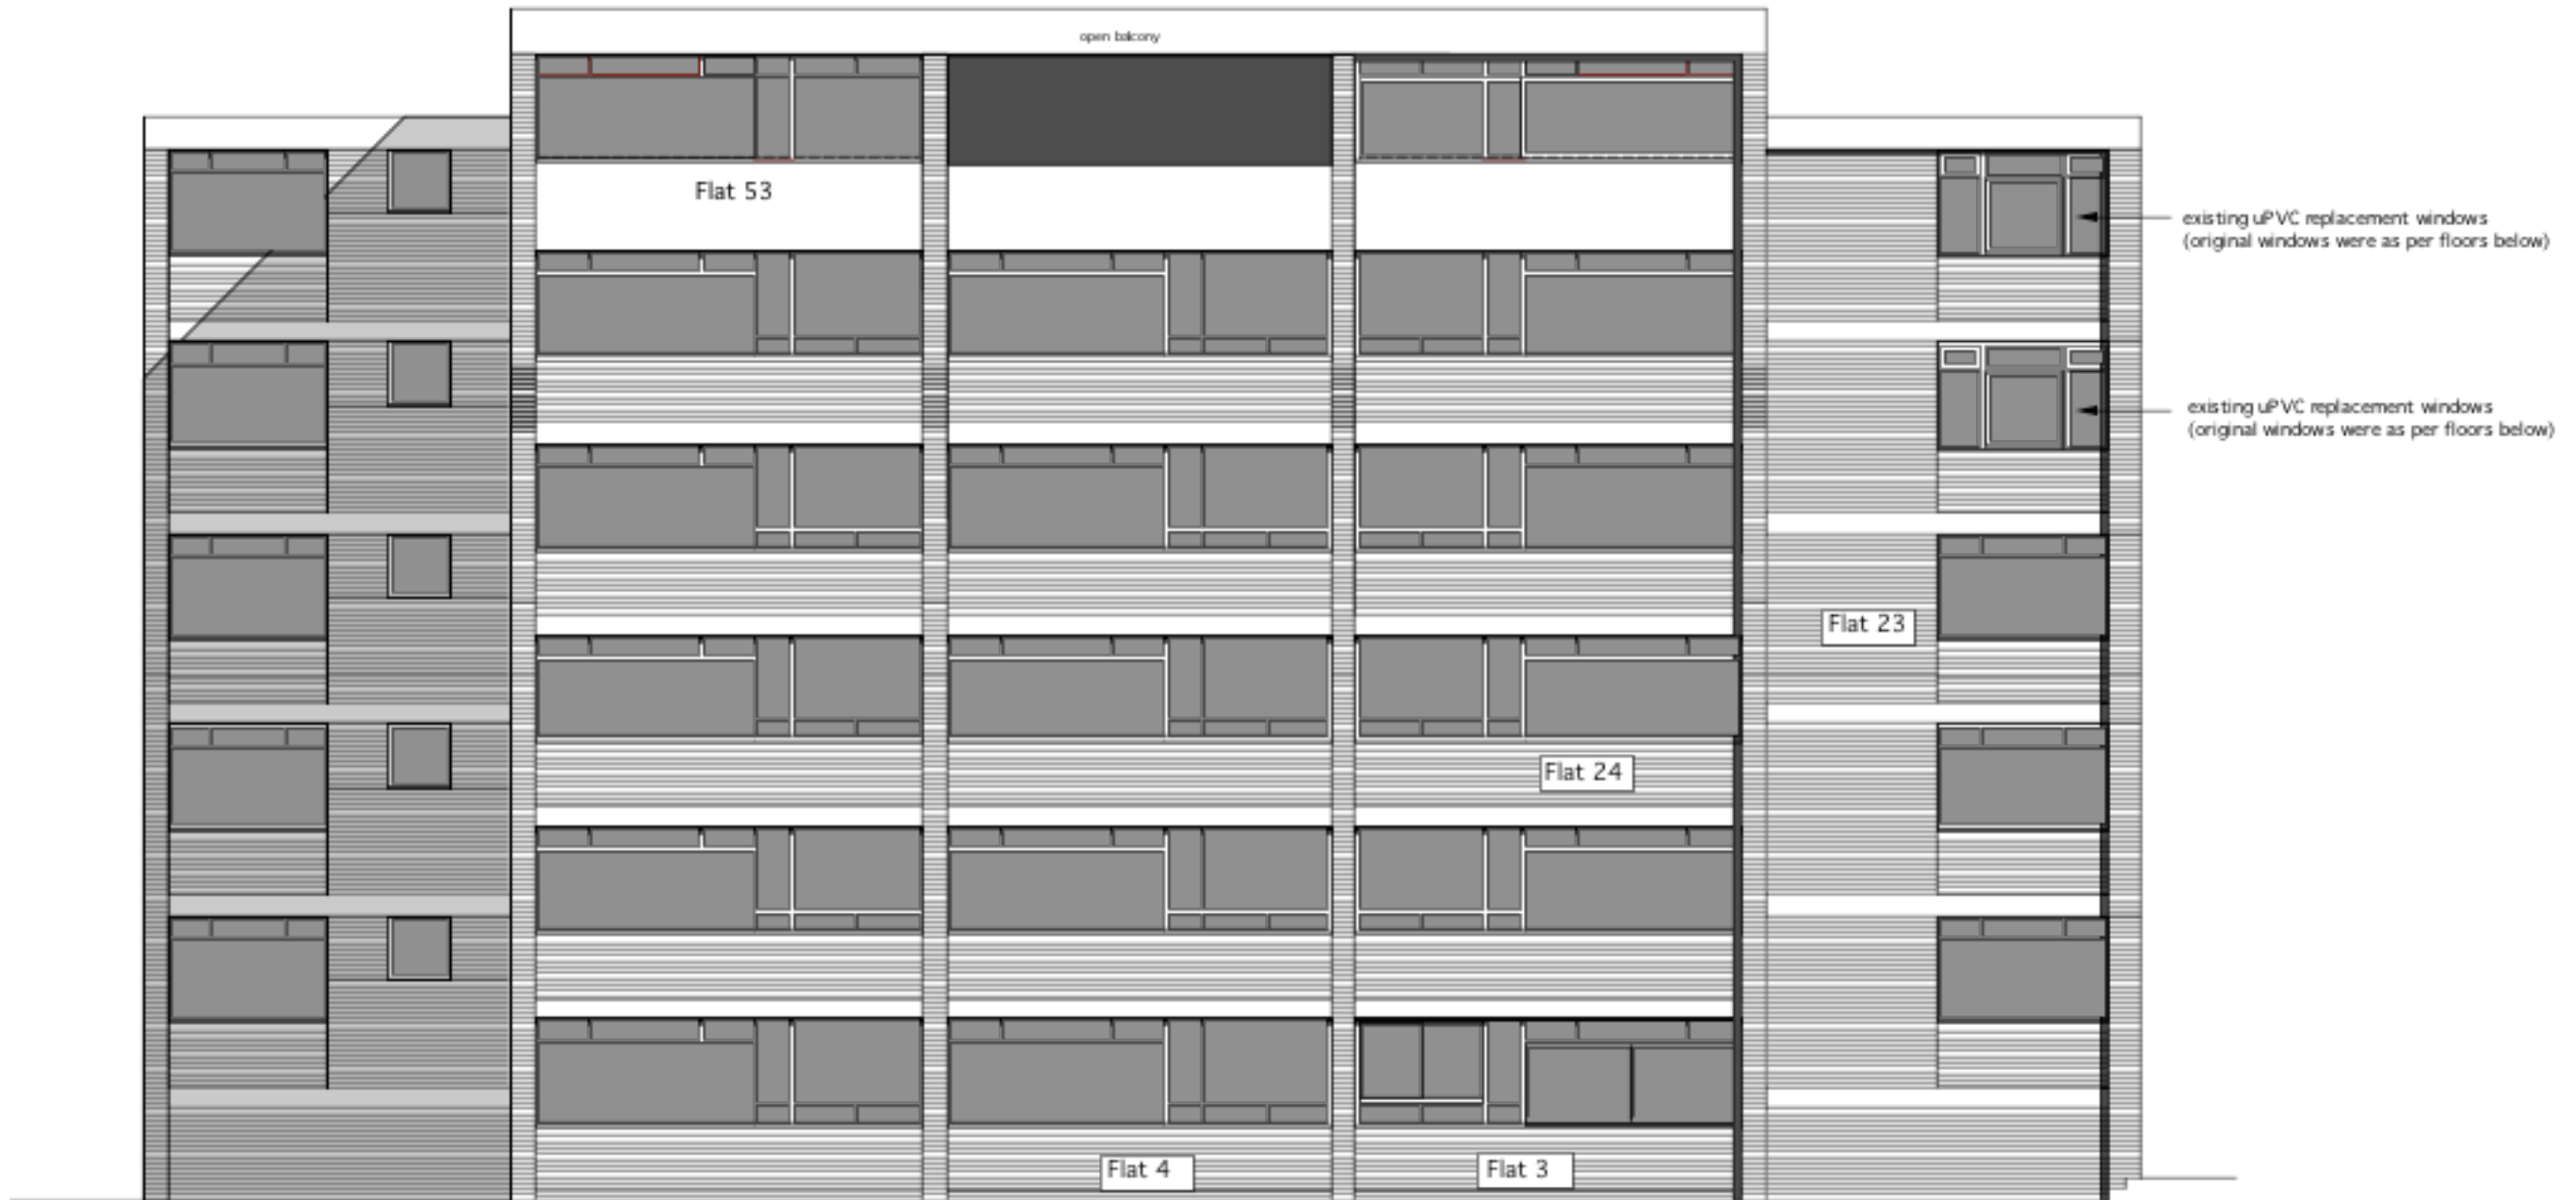 open balcony
Flat 53
existing uPVC replacement windows
(original windows were as per floors below)
existing uPVC replacement windows
(original windows were as per floors below)
Flat 23
Flat 24
Flat 4
Flat 3